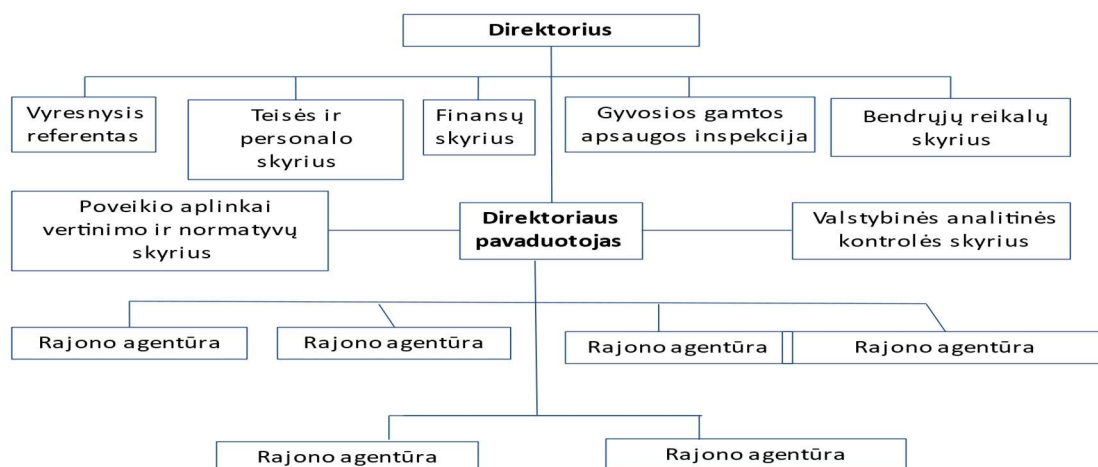 Direktorius
Vyresnysis
referentas
Teisės ir
personalo
skyrius
Finansų
skyrius
Gyvosios gamtos
apsaugos inspekcija
Bendrųjų reikalų
skyrius
Poveikio aplinkai
vertinimo ir normatyvų
skyrius
Direktoriaus
pavaduotojas
Valstybinės analitinės
kontrolės skyrius
Rajono agentūra
Rajono agentūra
Rajono agentūra
Rajono agentūra
Rajono agentūra
Rajono agentūra